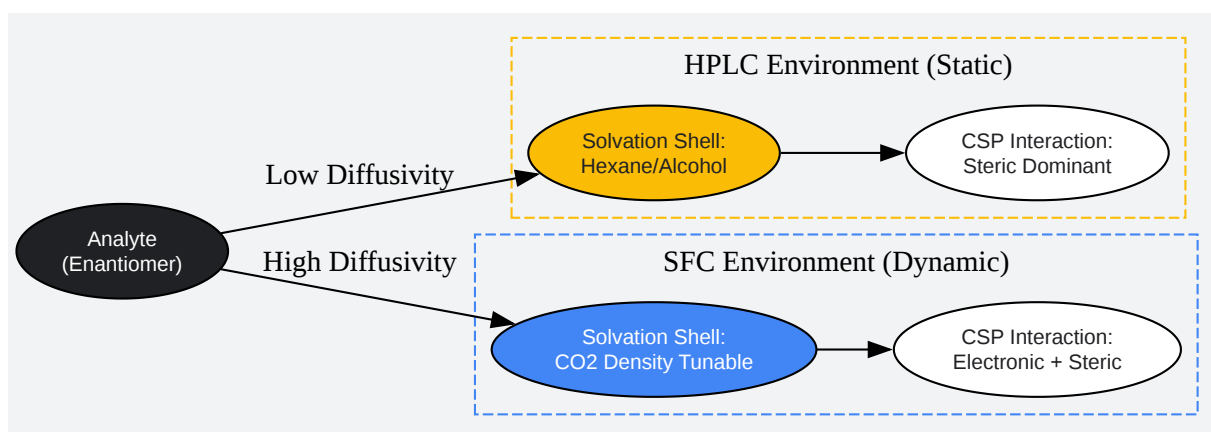 HPLC Environment (Static)
Solvation Shell:
Hexane/Alcohol
CSP Interaction:
Steric Dominant
Low Diffusivity
Analyte
(Enantiomer)
High Diffusivity
SFC Environment (Dynamic)
Solvation Shell:
CO2 Density Tunable
CSP Interaction:
Electronic + Steric